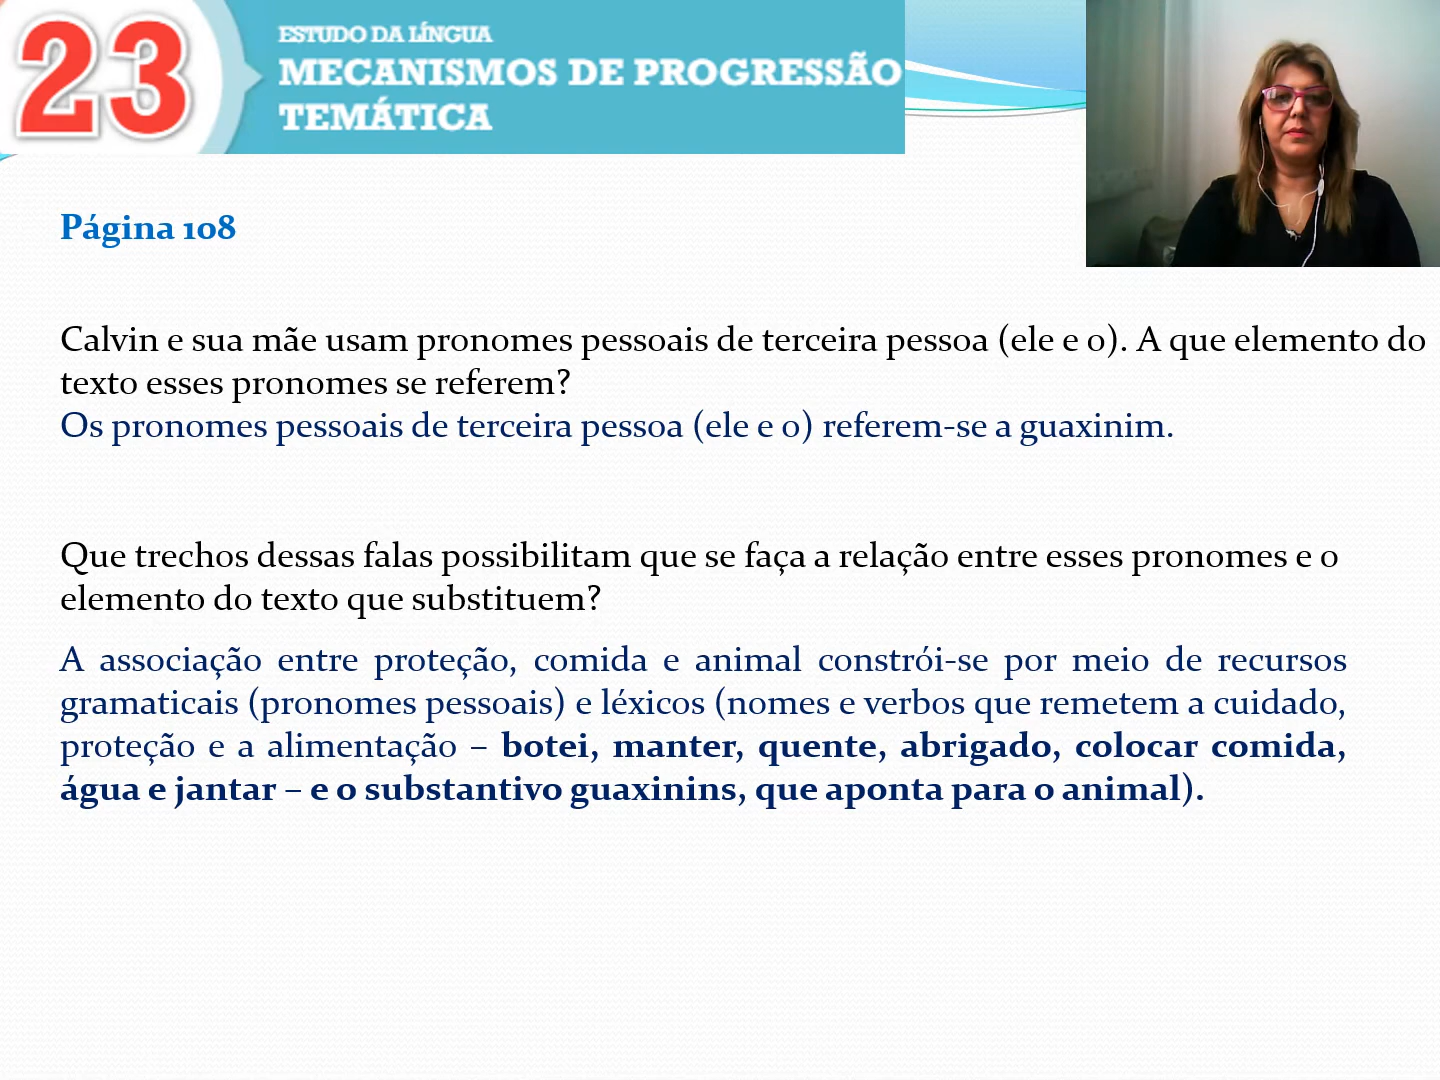 23
ESTUDO DA LÍNGUA
MECANISMOS DE PROGRESSÃO
TEMÁTICA
Página 108
Calvin e sua mãe usam pronomes pessoais de terceira pessoa (ele e o). A que elemento do
texto esses pronomes se referem?
Os pronomes pessoais de terceira pessoa (ele e o) referem-se a guaxinim.
Que trechos dessas falas possibilitam que se faça a relação entre esses pronomes e o
elemento do texto que substituem?
A associação entre proteção, comida e animal constrói-se por meio de recursos
gramaticais (pronomes pessoais) e léxicos (nomes e verbos que remetem a cuidado,
proteção e a alimentação – botei, manter, quente, abrigado, colocar comida,
água e jantar – e o substantivo guaxinins, que aponta para o animal).